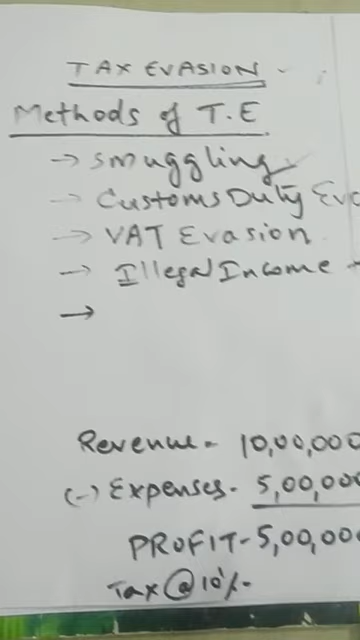 TAX EVASION -
Methods of T.E
→ Smuggling
→ Customs Duty Eva
→ VAT Evasion
→ Illegal Income →
→
Revenue - 10,00,000
(-) Expenses - 5,00,000
PROFIT - 5,00,000
Tax @ 10%-